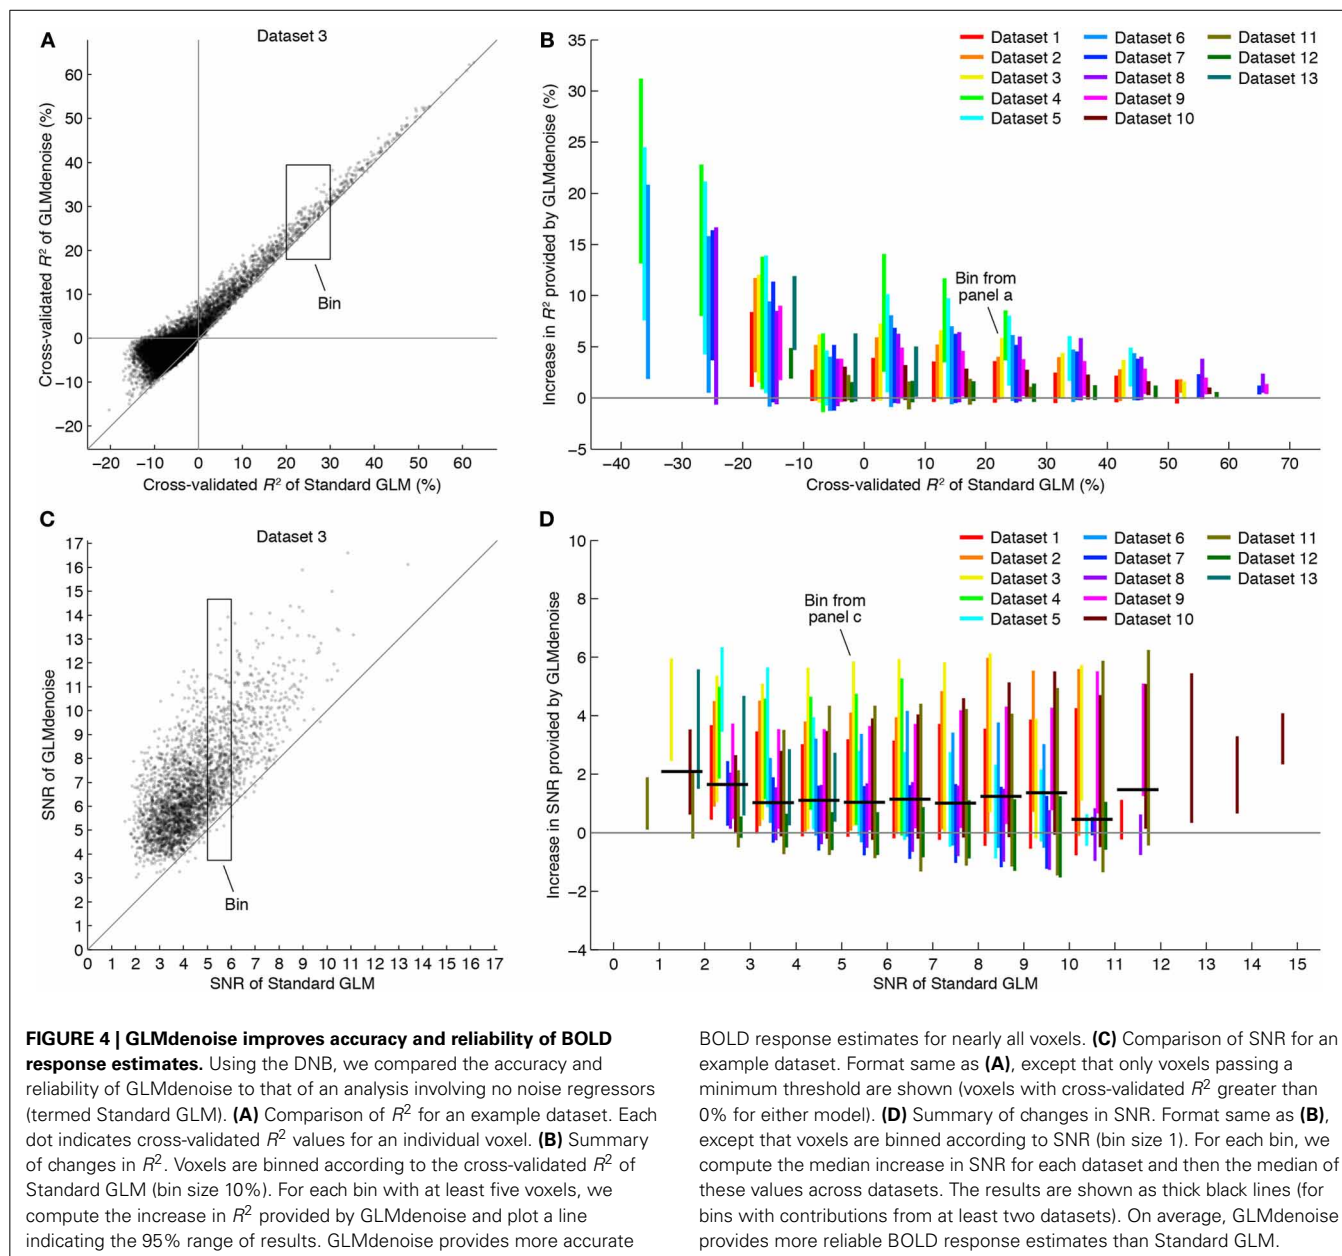 A
Dataset 3
60
50
40
30
20
10
0
−10
−20
Cross-validated R² of GLMdenoise (%)
Bin
−20 −10 0 10 20 30 40 50 60
Cross-validated R² of Standard GLM (%)
B
35
30
25
20
15
10
5
0
−5
Increase in R² provided by GLMdenoise (%)
Dataset 1
Dataset 2
Dataset 3
Dataset 4
Dataset 5
Dataset 6
Dataset 7
Dataset 8
Dataset 9
Dataset 10
Dataset 11
Dataset 12
Dataset 13
Bin from
panel a
−40 −30 −20 −10 0 10 20 30 40 50 60 70
Cross-validated R² of Standard GLM (%)
C
Dataset 3
17
16
15
14
13
12
11
10
9
8
7
6
5
4
3
2
1
0
SNR of GLMdenoise
Bin
0 1 2 3 4 5 6 7 8 9 10 11 12 13 14 15 16 17
SNR of Standard GLM
D
10
8
6
4
2
0
−2
−4
Increase in SNR provided by GLMdenoise
Dataset 1
Dataset 2
Dataset 3
Dataset 4
Dataset 5
Dataset 6
Dataset 7
Dataset 8
Dataset 9
Dataset 10
Dataset 11
Dataset 12
Dataset 13
Bin from
panel c
0 1 2 3 4 5 6 7 8 9 10 11 12 13 14 15
SNR of Standard GLM
FIGURE 4 | GLMdenoise improves accuracy and reliability of BOLD
response estimates. Using the DNB, we compared the accuracy and
reliability of GLMdenoise to that of an analysis involving no noise regressors
(termed Standard GLM). (A) Comparison of R² for an example dataset. Each
dot indicates cross-validated R² values for an individual voxel. (B) Summary
of changes in R². Voxels are binned according to the cross-validated R² of
Standard GLM (bin size 10%). For each bin with at least five voxels, we
compute the increase in R² provided by GLMdenoise and plot a line
indicating the 95% range of results. GLMdenoise provides more accurate
BOLD response estimates for nearly all voxels. (C) Comparison of SNR for an
example dataset. Format same as (A), except that only voxels passing a
minimum threshold are shown (voxels with cross-validated R² greater than
0% for either model). (D) Summary of changes in SNR. Format same as (B),
except that voxels are binned according to SNR (bin size 1). For each bin, we
compute the median increase in SNR for each dataset and then the median of
these values across datasets. The results are shown as thick black lines (for
bins with contributions from at least two datasets). On average, GLMdenoise
provides more reliable BOLD response estimates than Standard GLM.